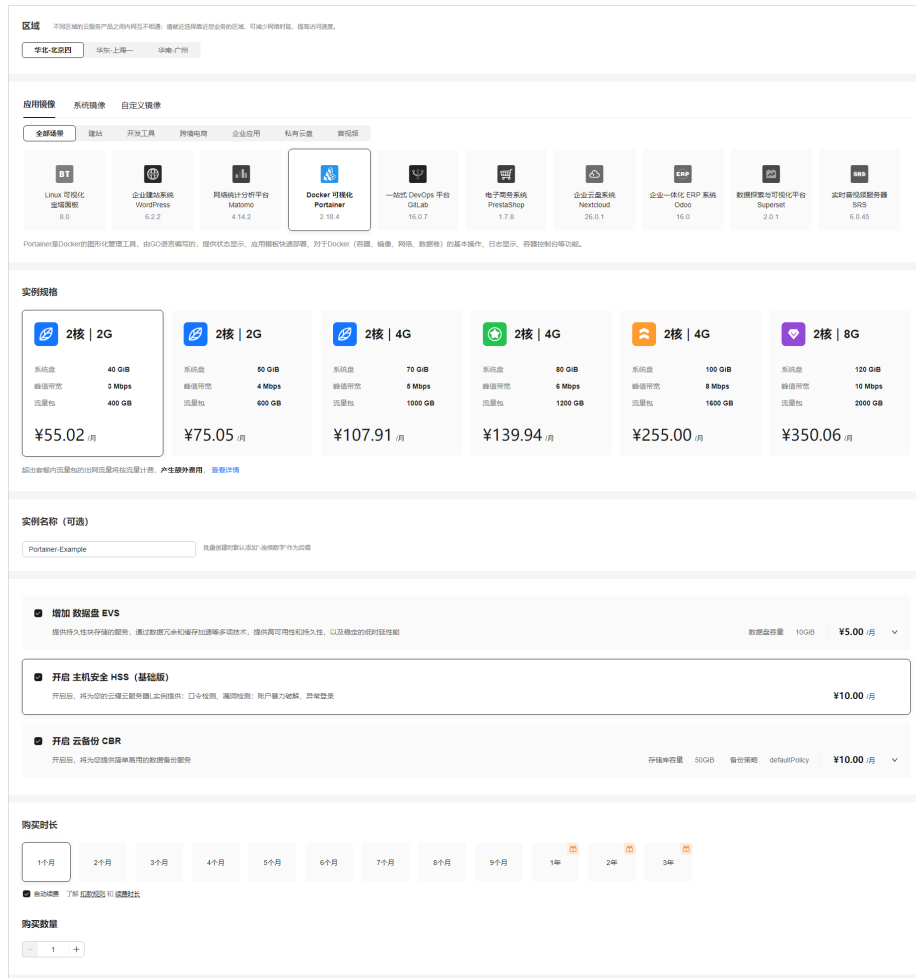 区域 不同区域的云服务产品之间内网互不相通；请就近选择靠近您业务的区域，可减少网络时延，提高访问速度。
华北-北京四 华东-上海一 华南-广州
应用镜像 系统镜像 自定义镜像
全部场景 建站 开发工具 跨境电商 企业应用 私有云盘 音视频
BT ERP SRS
Linux 可视化 企业建站系统 网络统计分析平台 Docker 可视化 一站式 DevOps 平台 电子商务系统 企业云盘系统 企业一体化 ERP 系统 数据探索与可视化平台 实时音视频服务器
宝塔面板 WordPress Matomo Portainer GitLab PrestaShop Nextcloud Odoo Superset SRS
8.0 6.2.2 4.14.2 2.18.4 16.0.7 1.7.8 26.0.1 16.0 2.0.1 6.0.45
Portainer是Docker的图形化管理工具，由GO语言编写的，提供状态显示、应用模板快速部署、对于Docker（容器、镜像、网络、数据卷）的基本操作、日志显示、容器控制台等功能。
实例规格
2核 | 2G 2核 | 2G 2核 | 4G 2核 | 4G 2核 | 4G 2核 | 8G
系统盘 40 GiB 系统盘 50 GiB 系统盘 70 GiB 系统盘 80 GiB 系统盘 100 GiB 系统盘 120 GiB
峰值带宽 3 Mbps 峰值带宽 4 Mbps 峰值带宽 5 Mbps 峰值带宽 6 Mbps 峰值带宽 8 Mbps 峰值带宽 10 Mbps
流量包 400 GB 流量包 600 GB 流量包 1000 GB 流量包 1200 GB 流量包 1600 GB 流量包 2000 GB
¥55.02 /月 ¥75.05 /月 ¥107.91 /月 ¥139.94 /月 ¥255.00 /月 ¥350.06 /月
超出套餐内流量包的出网流量将按流量计费，产生额外费用， 查看详情
实例名称（可选）
Portainer-Example 批量创建时默认添加“-连续数字”作为后缀
增加 数据盘 EVS
提供持久性块存储的服务，通过数据冗余和缓存加速等多项技术，提供高可用性和持久性，以及稳定的低时延性能 数据盘容量 10GiB ¥5.00 /月
开启 主机安全 HSS（基础版）
开启后，将为您的云耀云服务器L实例提供：口令检测、漏洞检测；账户暴力破解、异常登录 ¥10.00 /月
开启 云备份 CBR
开启后，将为您提供简单易用的数据备份服务 存储库容量 50GiB 备份策略 defaultPolicy ¥10.00 /月
购买时长
1个月 2个月 3个月 4个月 5个月 6个月 7个月 8个月 9个月 1年 2年 3年
自动续费 了解 扣款规则 和 续费时长
购买数量
− 1 +